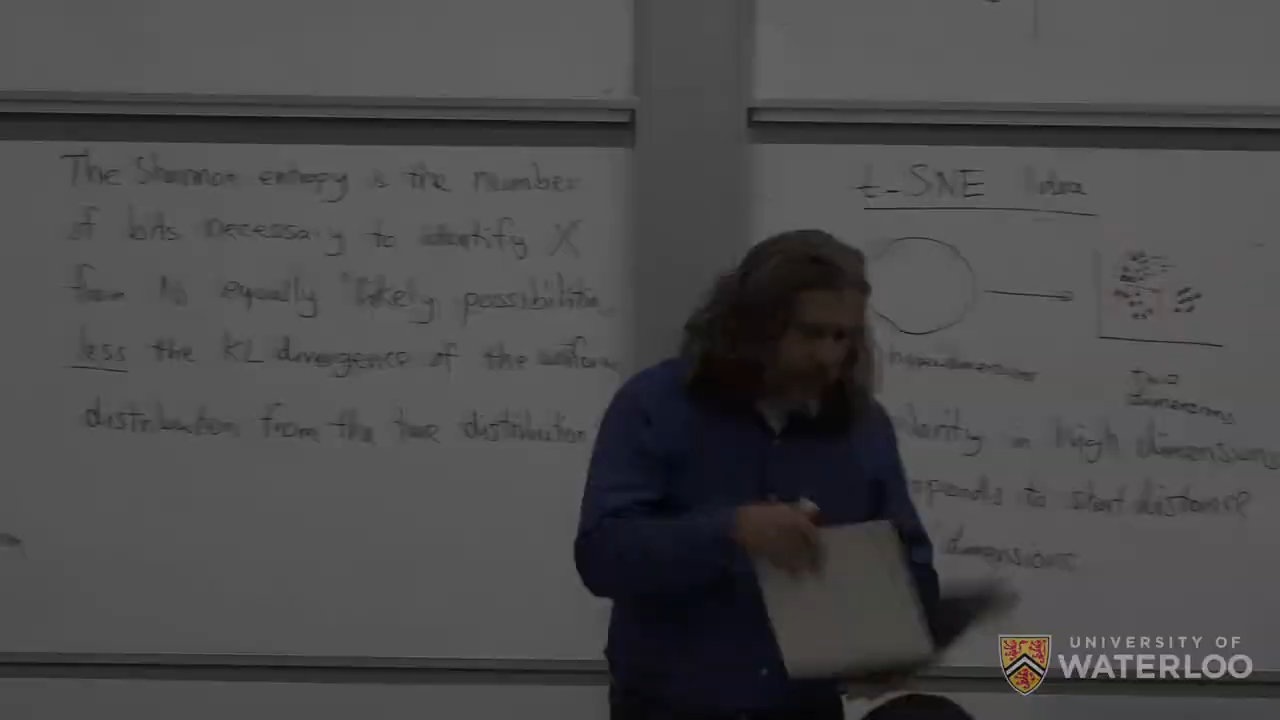 The Shannon entropy is the number
of bits necessary to identify X
from N equally likely possibilities,
less the KL divergence of the uniform
distribution from the true distribution
t-SNE Idea
two
dimensions
in high dimensions
to short distance
dimensions
UNIVERSITY OF
WATERLOO